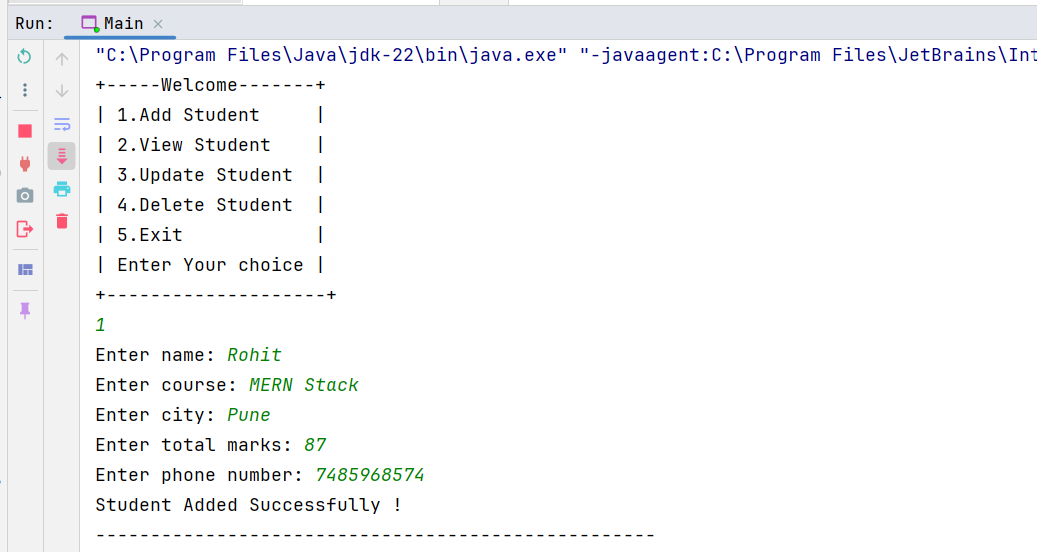 Run: Main ×
"C:\Program Files\Java\jdk-22\bin\java.exe" "-javaagent:C:\Program Files\JetBrains\Int
+-----Welcome-------+
| 1.Add Student     |
| 2.View Student    |
| 3.Update Student  |
| 4.Delete Student  |
| 5.Exit            |
| Enter Your choice |
+--------------------+
1
Enter name: Rohit
Enter course: MERN Stack
Enter city: Pune
Enter total marks: 87
Enter phone number: 7485968574
Student Added Successfully !
---------------------------------------------------